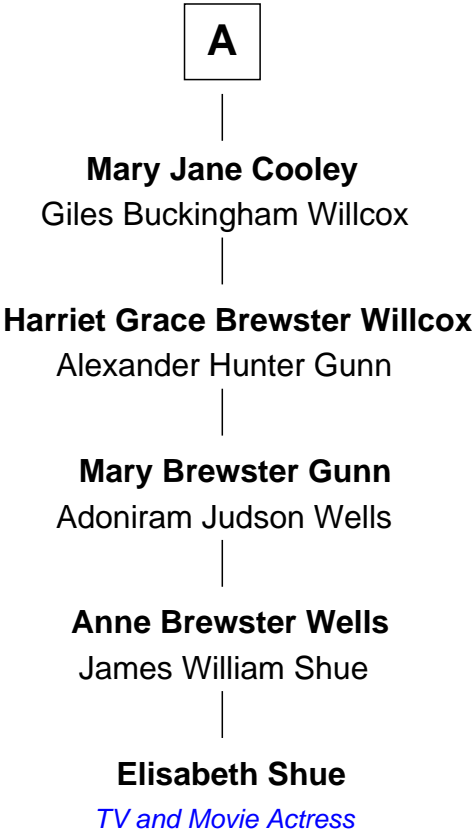 A
Mary Jane Cooley
Giles Buckingham Willcox
Harriet Grace Brewster Willcox
Alexander Hunter Gunn
Mary Brewster Gunn
Adoniram Judson Wells
Anne Brewster Wells
James William Shue
Elisabeth Shue
TV and Movie Actress